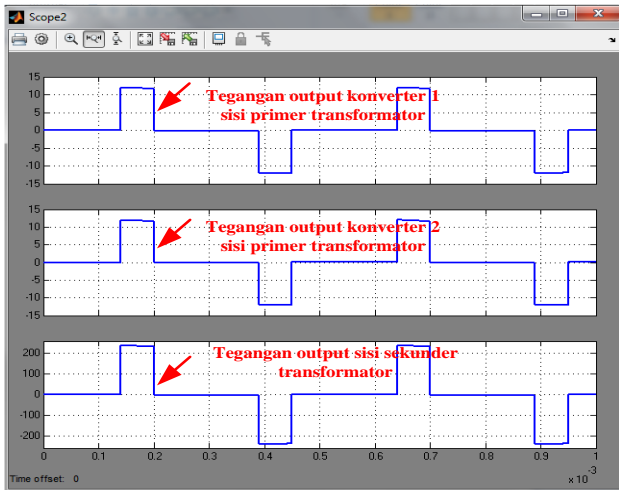 Scope2
15
10
5
0
-5
-10
-15
Tegangan output konverter 1
sisi primer transformator
15
10
5
0
-5
-10
-15
Tegangan output konverter 2
sisi primer transformator
200
100
0
-100
-200
Tegangan output sisi sekunder
transformator
0 0.1 0.2 0.3 0.4 0.5 0.6 0.7 0.8 0.9 1
x 10
-3
Time offset: 0